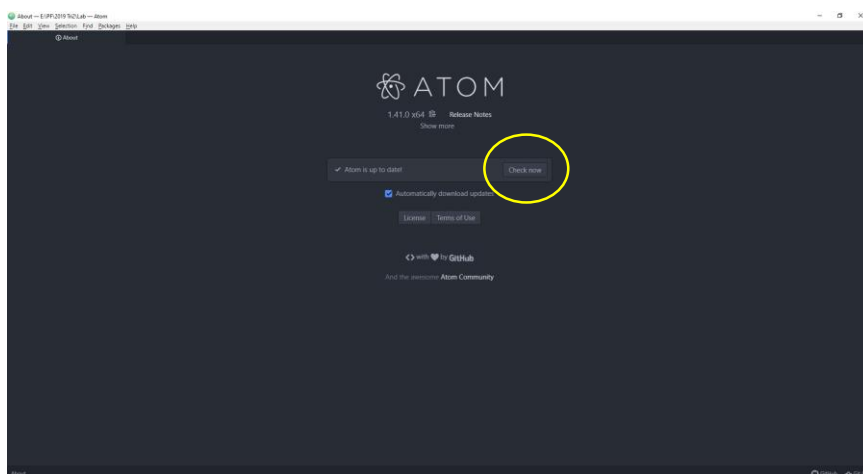 About — E:\PF\2019 Tri2\Lab — Atom
File Edit View Selection Find Packages Help
About
ATOM
1.41.0 x64 Release Notes
Show more
Atom is up to date! Check now
Automatically download updates
License Terms of Use
with by GitHub
And the awesome Atom Community
About GitHub